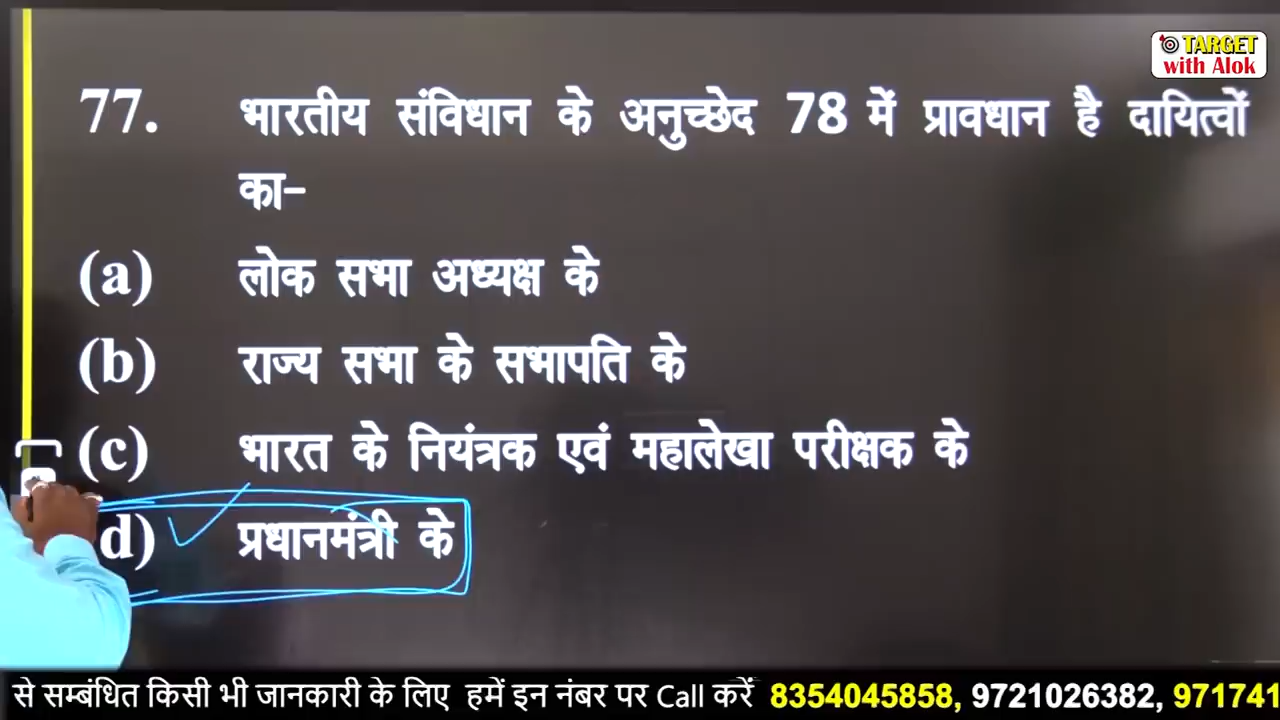 TARGET
with Alok
77. भारतीय संविधान के अनुच्छेद 78 में प्रावधान है दायित्वों
का–
(a) लोक सभा अध्यक्ष के
(b) राज्य सभा के सभापति के
(c) भारत के नियंत्रक एवं महालेखा परीक्षक के
d) प्रधानमंत्री के
से सम्बंधित किसी भी जानकारी के लिए हमें इन नंबर पर Call करें 8354045858, 9721026382, 971741